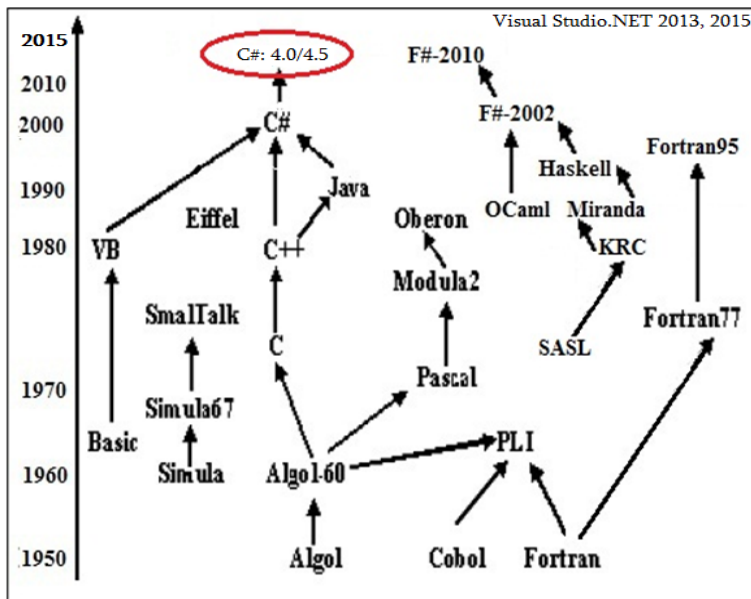 Visual Studio.NET 2013, 2015
2015
C#: 4.0/4.5
F#-2010
2010
F#-2002
2000
C#
Fortran95
Haskell
1990
Java
Eiffel
Oberon
OCaml
Miranda
1980
VB
C++
KRC
Modula2
SmalTalk
Fortran77
C
SASL
1970
Pascal
Simula67
Basic
PLI
1960
Simula
Algol-60
1950
Algol
Cobol
Fortran